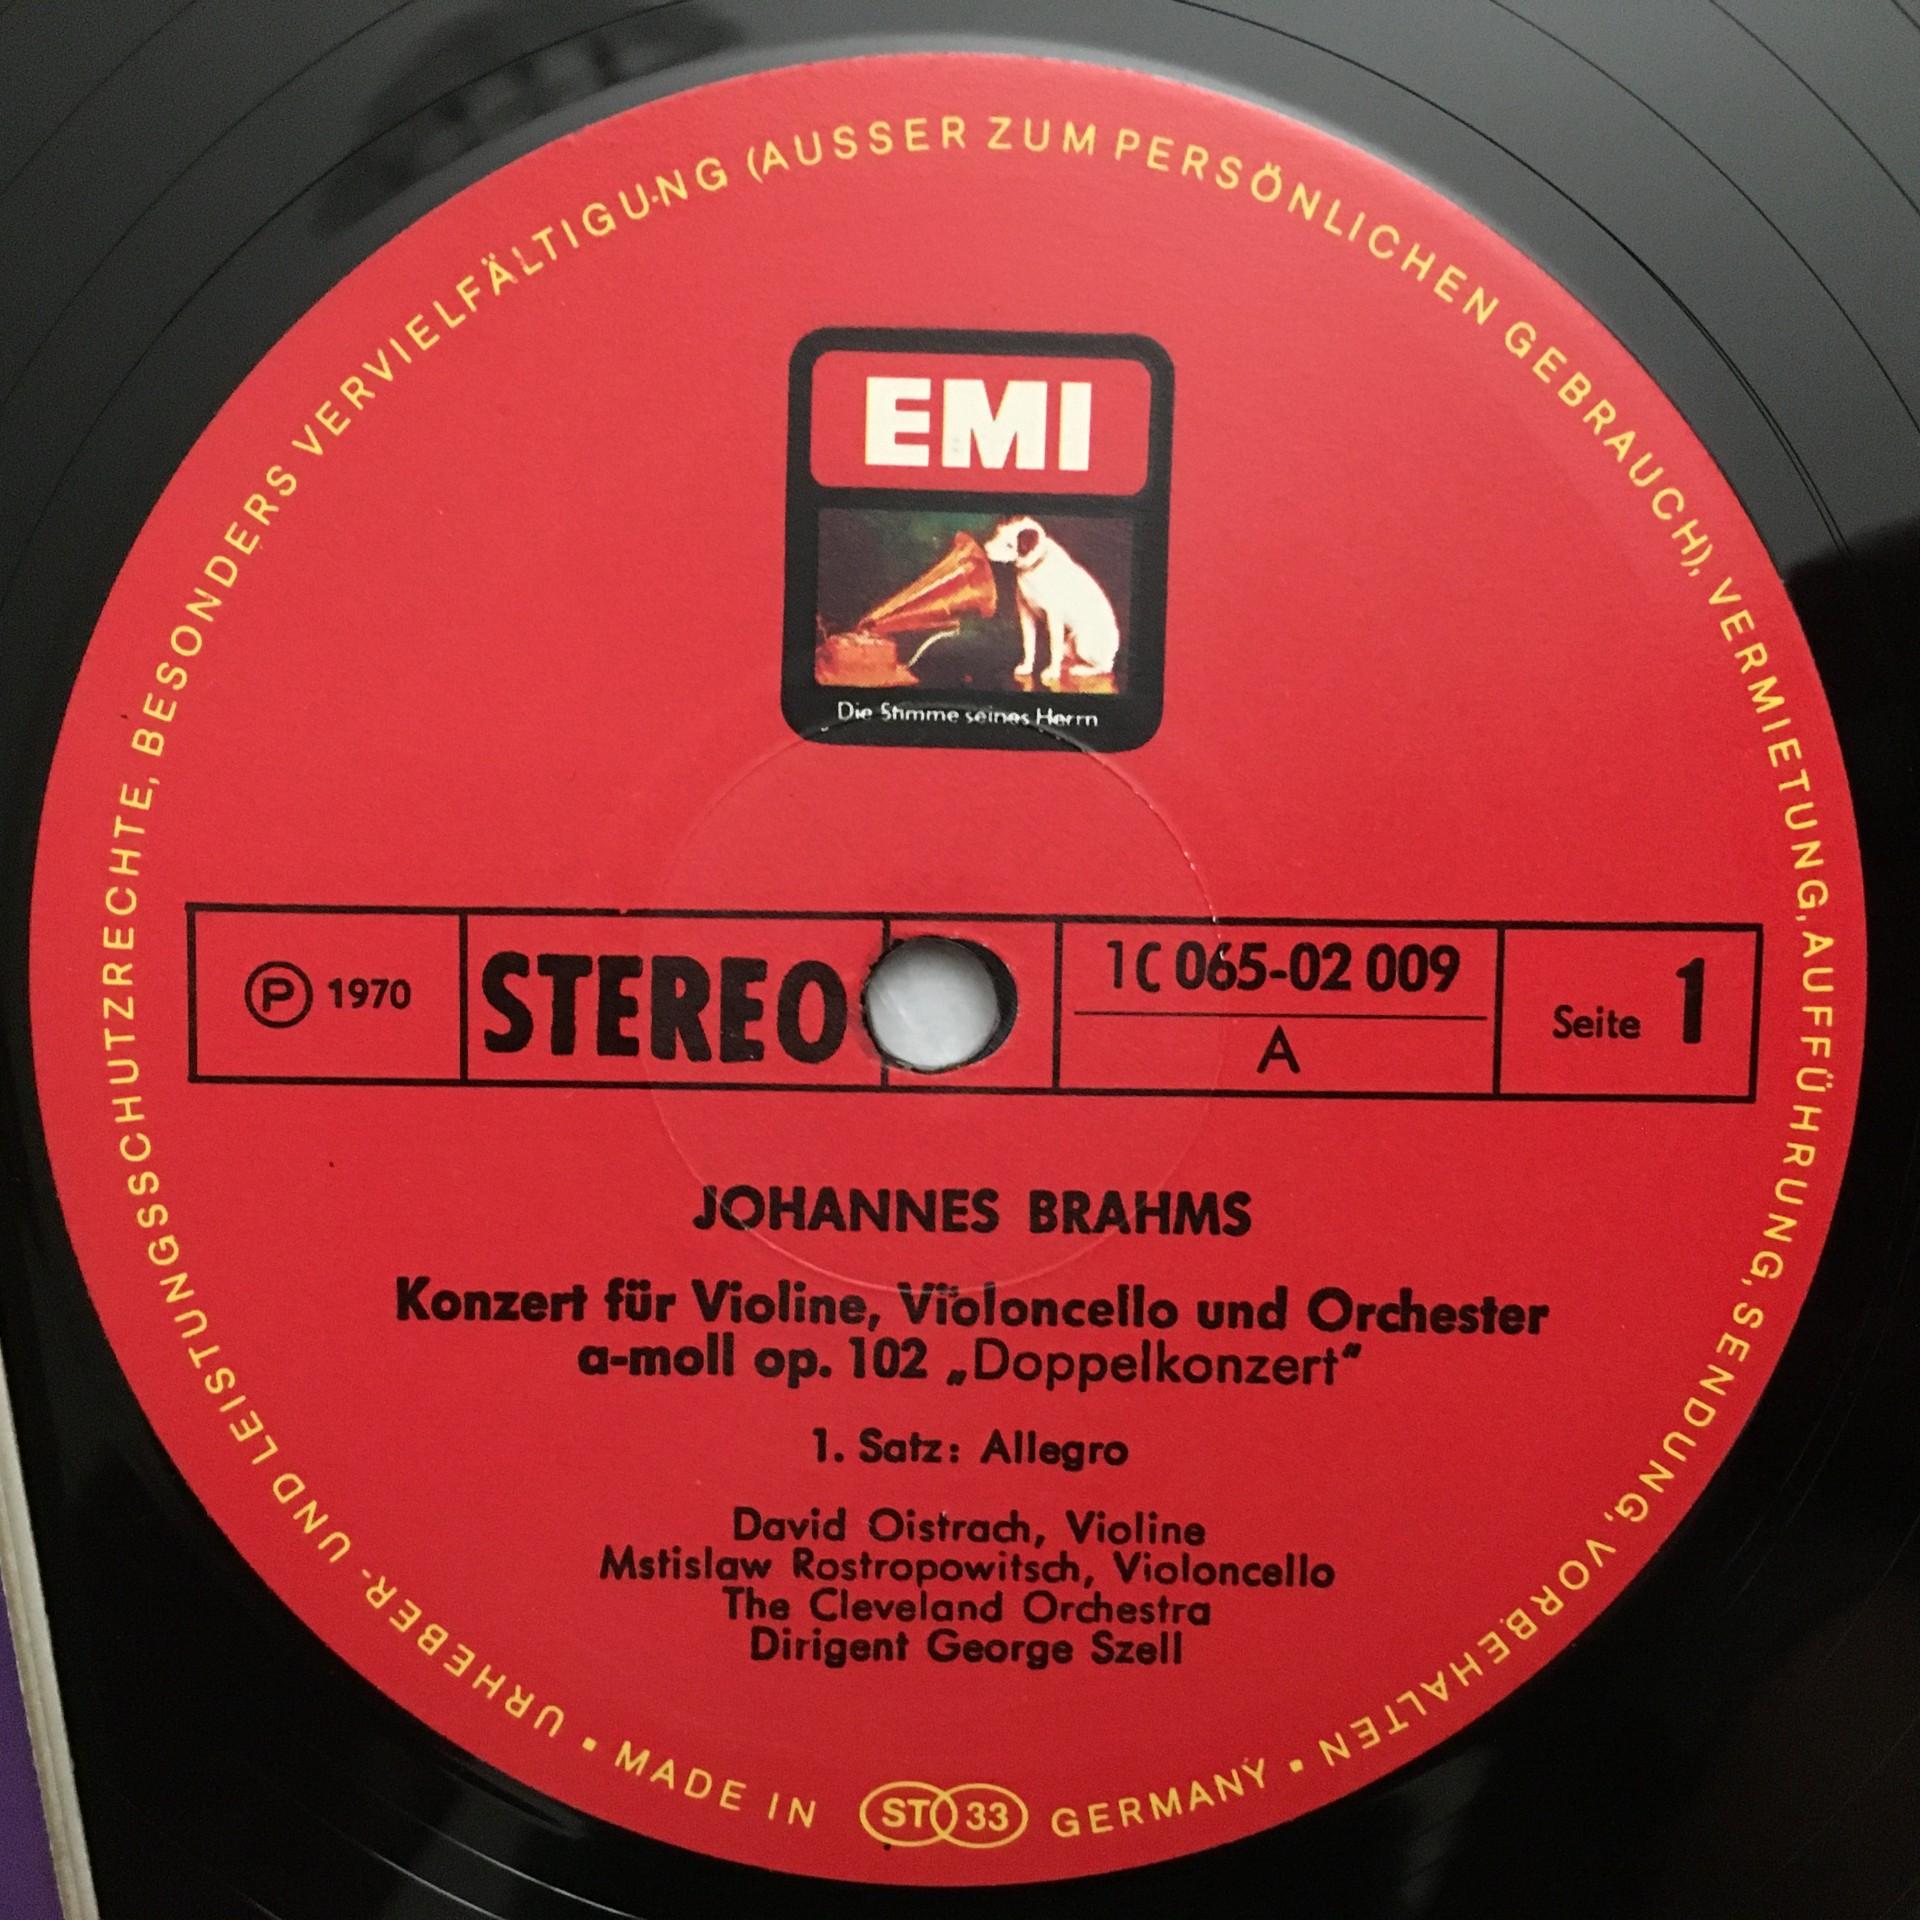 EMI
Die Stimme seines Herrn
Ⓟ 1970
STEREO
1C 065-02 009
A
Seite 1
JOHANNES BRAHMS
Konzert für Violine, Violoncello und Orchester
a-moll op. 102 „Doppelkonzert“
1. Satz: Allegro
David Oistrach, Violine
Mstislaw Rostropowitsch, Violoncello
The Cleveland Orchestra
Dirigent George Szell
URHEBER- UND LEISTUNGSSCHUTZRECHTE, BESONDERS VERVIELFÄLTIGUNG (AUSSER ZUM PERSÖNLICHEN GEBRAUCH), VERMIETUNG, AUFFÜHRUNG, SENDUNG, VORBEHALTEN
• MADE IN ST 33 GERMANY •